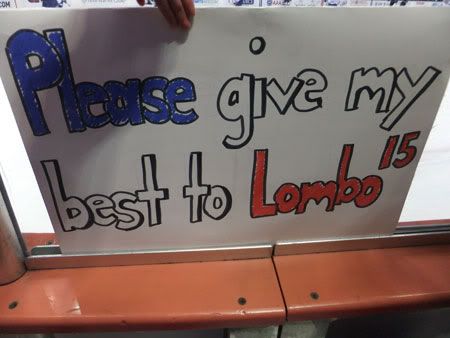 Please give my
best to Lombo 15